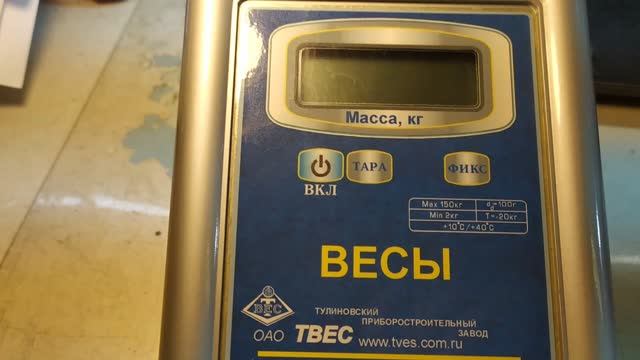 Масса, кг
ТАРА
ФИКС
ВКЛ
Max 150кг
d=100г
Min 2кг
T=-20кг
+10°C/+40°C
ВЕСЫ
ТВЕС
ТУЛИНОВСКИЙ
ПРИБОРОСТРОИТЕЛЬНЫЙ
ЗАВОД
ОАО ТВЕС www.tves.com.ru